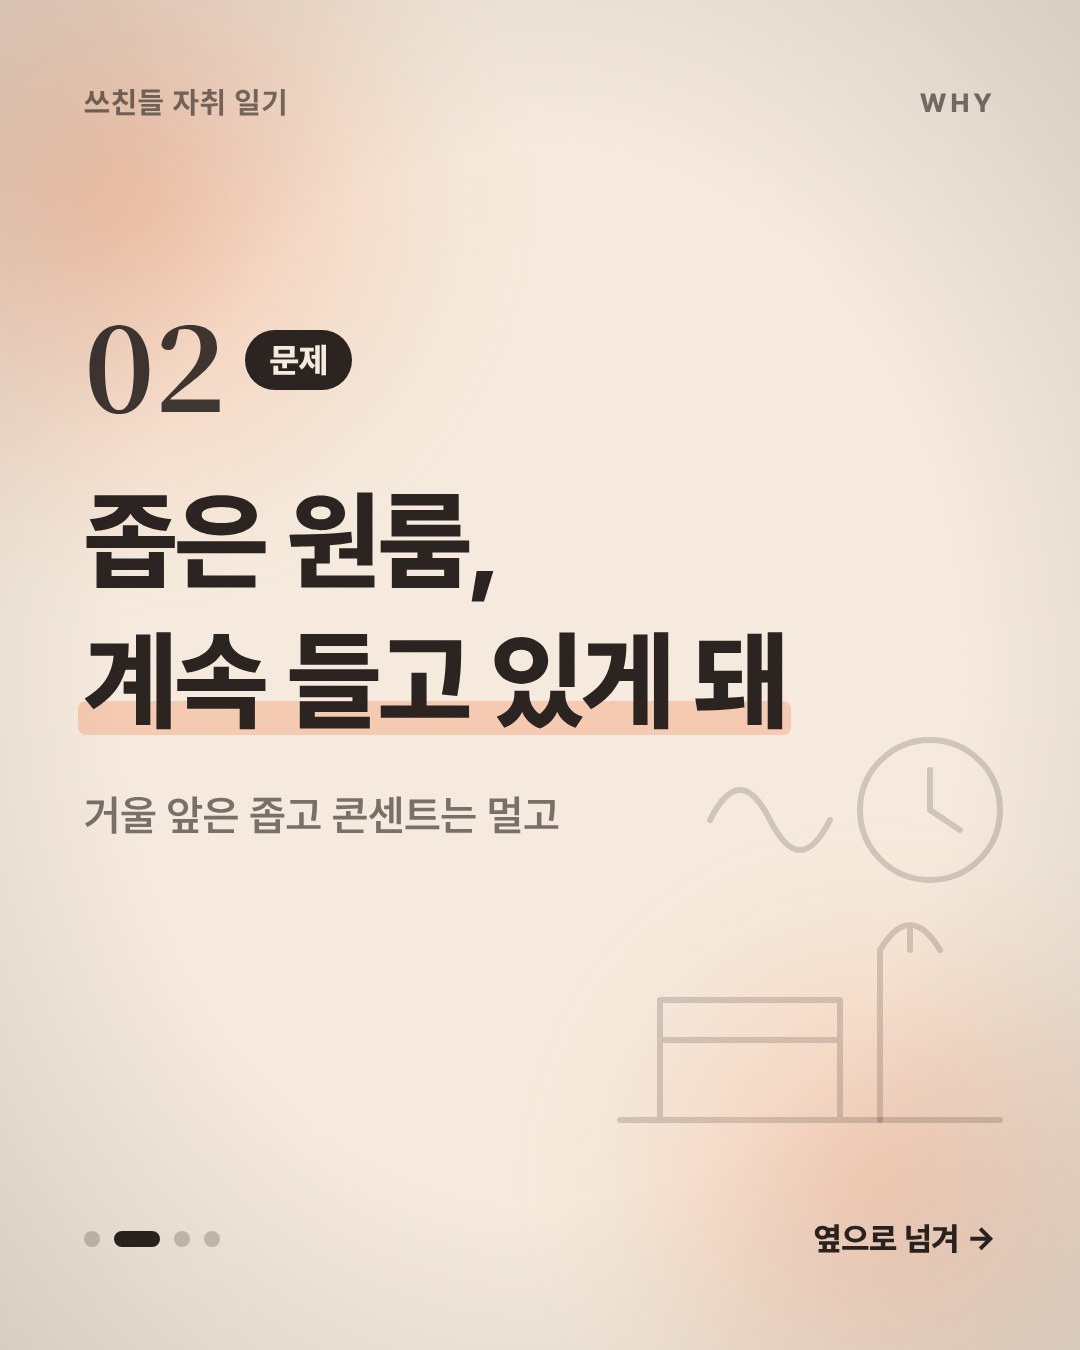 쓰친들 자취 일기
WHY
02 문제
좁은 원룸,
계속 들고 있게 돼
거울 앞은 좁고 콘센트는 멀고
옆으로 넘겨 →